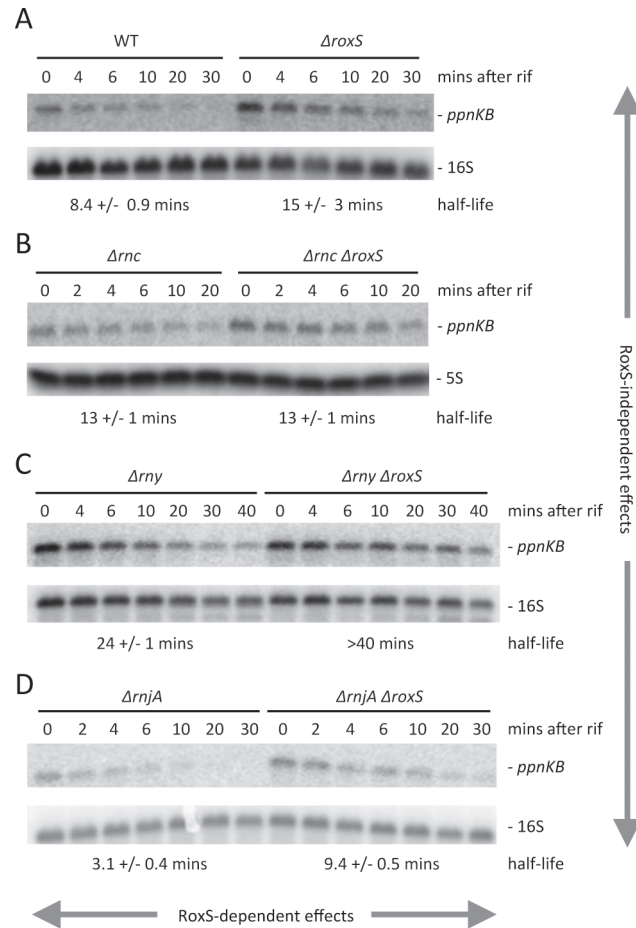 A
WT ΔroxS
0 4 6 10 20 30 0 4 6 10 20 30 mins after rif
- ppnKB
- 16S
8.4 +/- 0.9 mins 15 +/- 3 mins half-life
B
Δrnc Δrnc ΔroxS
0 2 4 6 10 20 0 2 4 6 10 20 mins after rif
- ppnKB
- 5S
13 +/- 1 mins 13 +/- 1 mins half-life
C
Δrny Δrny ΔroxS
0 4 6 10 20 30 40 0 4 6 10 20 30 40 mins after rif
- ppnKB
- 16S
24 +/- 1 mins >40 mins half-life
D
ΔrnjA ΔrnjA ΔroxS
0 2 4 6 10 20 30 0 2 4 6 10 20 30 mins after rif
- ppnKB
- 16S
3.1 +/- 0.4 mins 9.4 +/- 0.5 mins half-life
RoxS-dependent effects
RoxS-independent effects